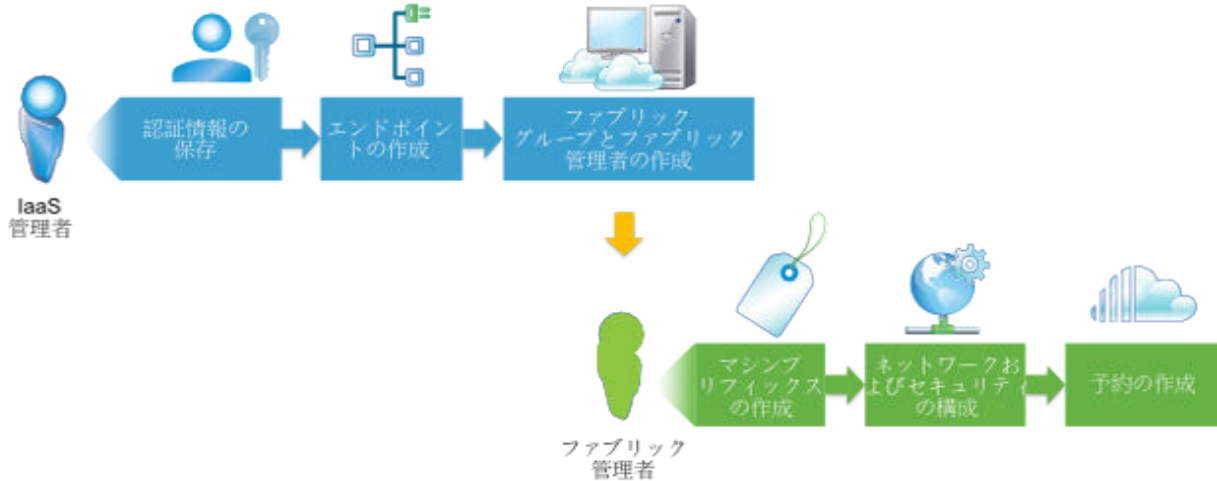 認証情報の
保存
エンドポイン
トの作成
ファブリック
グループとファブリック
管理者の作成
IaaS
管理者
マシンプ
リフィックス
の作成
ネットワークお
よびセキュリティ
の構成
予約の作成
ファブリック
管理者